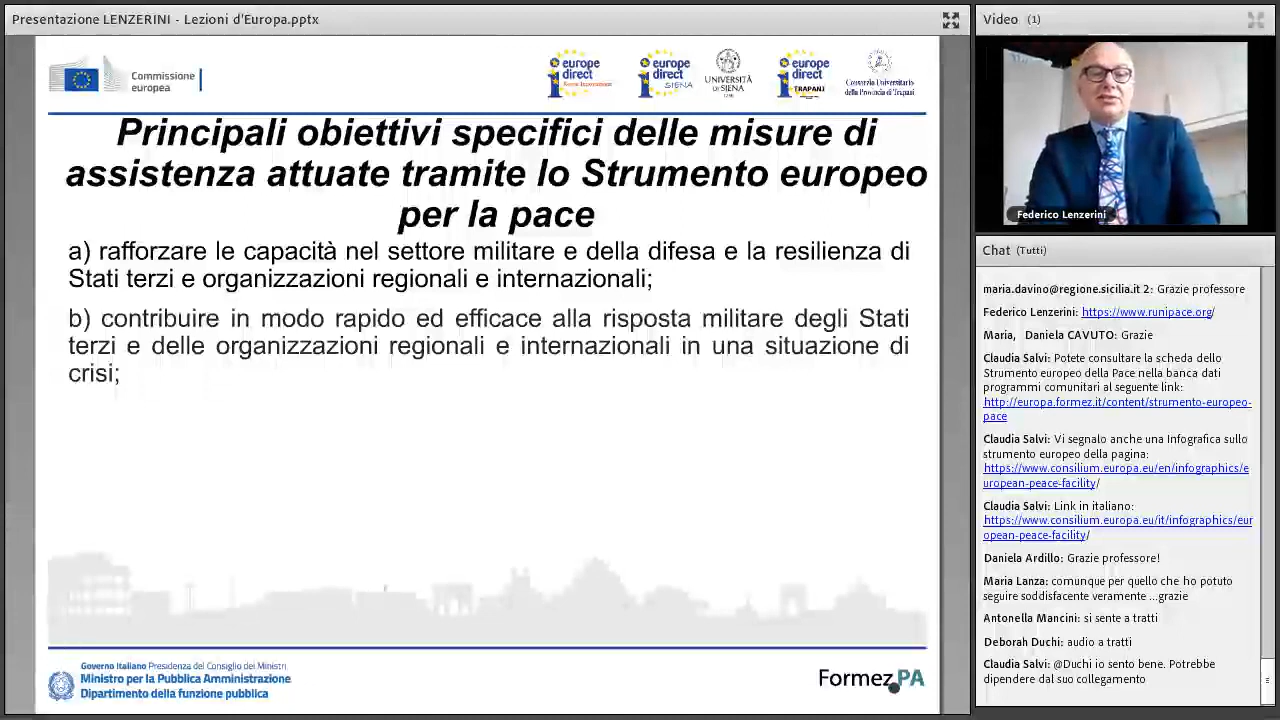 Presentazione LENZERINI - Lezioni d'Europa.pptx
Commissione
europea
europe
direct
europe
direct
SIENA
UNIVERSITÀ
DI SIENA
1240
europe
direct
TRAPANI
Consorzio Universitario
della Provincia di Trapani
Principali obiettivi specifici delle misure di
assistenza attuate tramite lo Strumento europeo
per la pace
a) rafforzare le capacità nel settore militare e della difesa e la resilienza di
Stati terzi e organizzazioni regionali e internazionali;
b) contribuire in modo rapido ed efficace alla risposta militare degli Stati
terzi e delle organizzazioni regionali e internazionali in una situazione di
crisi;
Governo Italiano Presidenza del Consiglio dei Ministri
Ministro per la Pubblica Amministrazione
Dipartimento della funzione pubblica
Formez PA
Video (1)
Federico Lenzerini
Chat (Tutti)
maria.davino@regione.sicilia.it 2: Grazie professore
Federico Lenzerini: https://www.runipace.org/
Maria, Daniela CAVUTO: Grazie
Claudia Salvi: Potete consultare la scheda dello
Strumento europeo della Pace nella banca dati
programmi comunitari al seguente link:
http://europa.formez.it/content/strumento-europeo-
pace
Claudia Salvi: Vi segnalo anche una Infografica sullo
strumento europeo della pagina:
https://www.consilium.europa.eu/en/infographics/e
uropean-peace-facility/
Claudia Salvi: Link in italiano:
https://www.consilium.europa.eu/it/infographics/eur
opean-peace-facility/
Daniela Ardillo: Grazie professore!
Maria Lanza: comunque per quello che ho potuto
seguire soddisfacente veramente ...grazie
Antonella Mancini: si sente a tratti
Deborah Duchi: audio a tratti
Claudia Salvi: @Duchi io sento bene. Potrebbe
dipendere dal suo collegamento